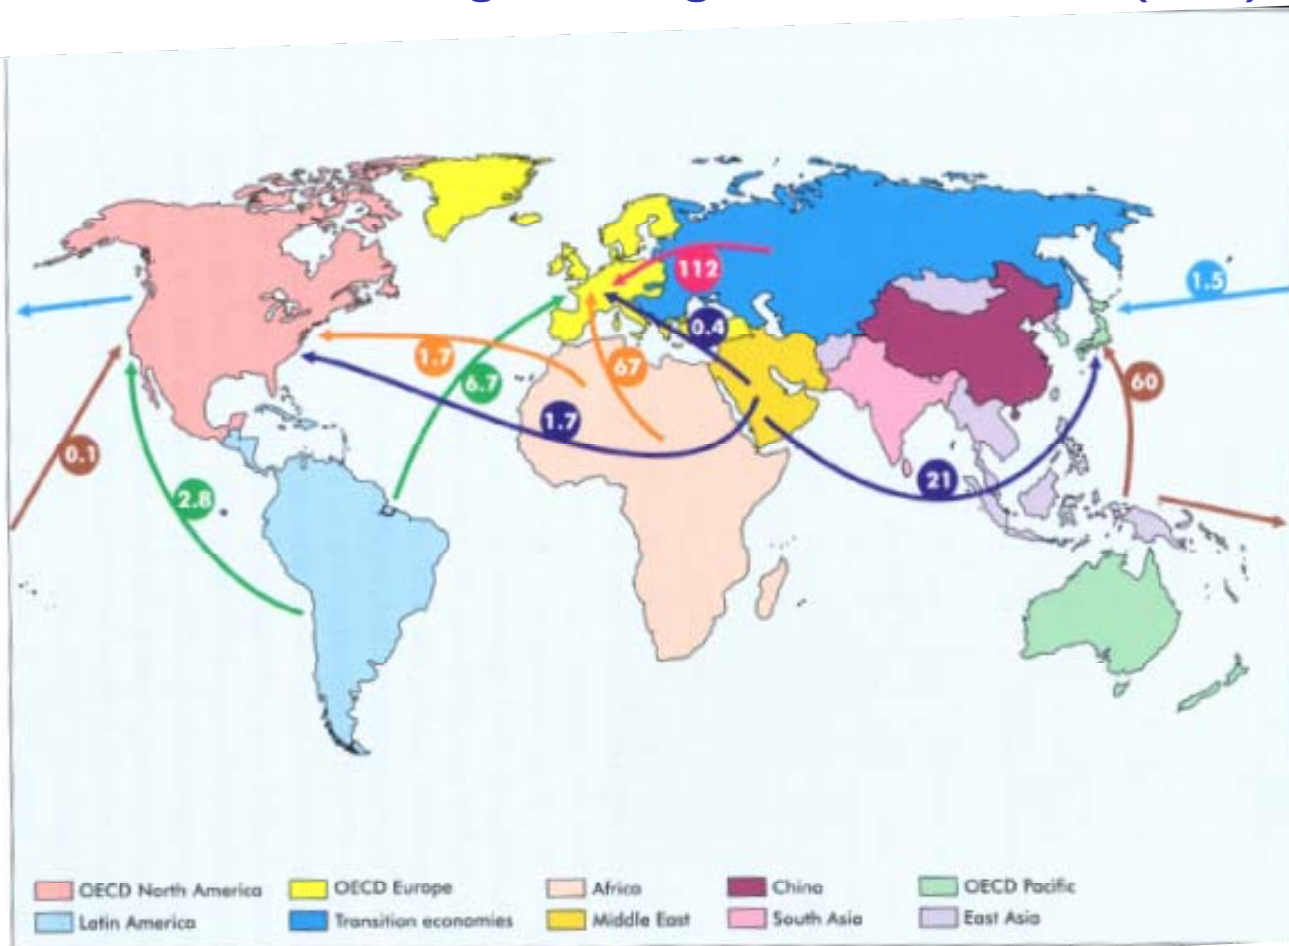 112
1.5
0.4
1.7
67
60
6.7
1.7
0.1
21
2.8
OECD North America
OECD Europe
Africa
China
OECD Pacific
Latin America
Transition economies
Middle East
South Asia
East Asia